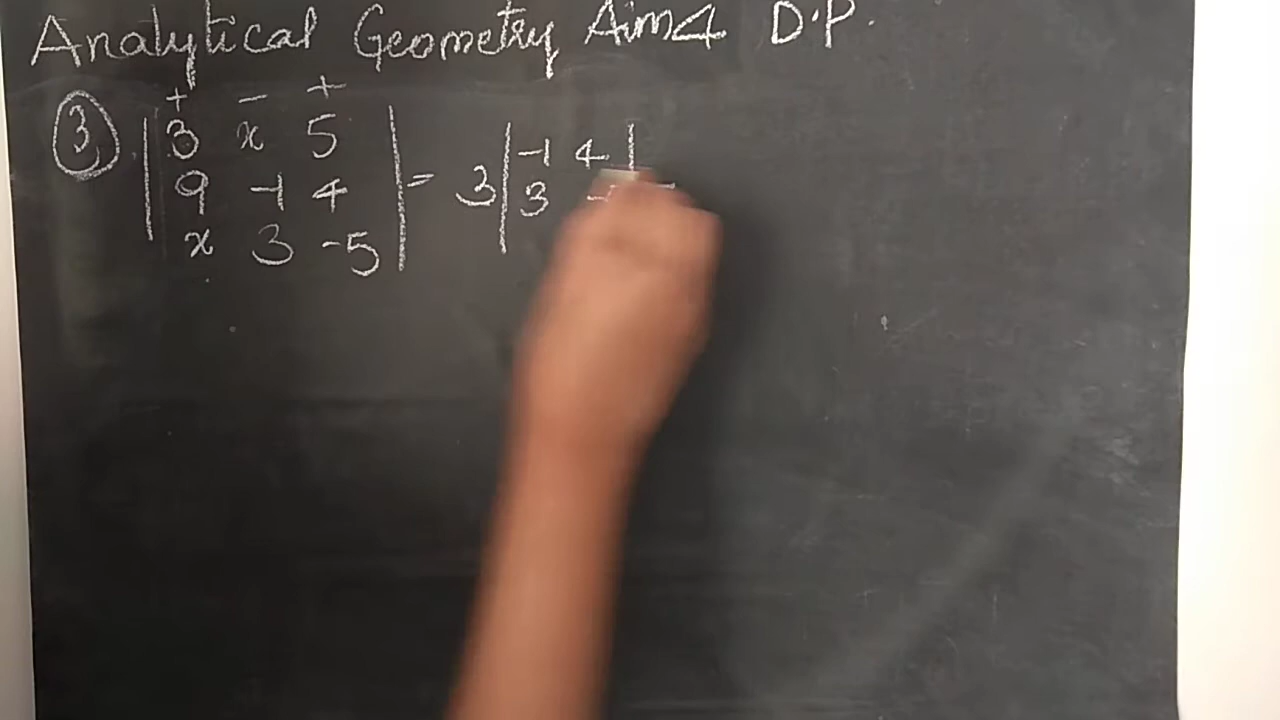 Analytical Geometry Aim4 D.P.
+ - +
3) | 3 x 5 | = 3 | -1 4 |
9 -1 4 3
x 3 -5